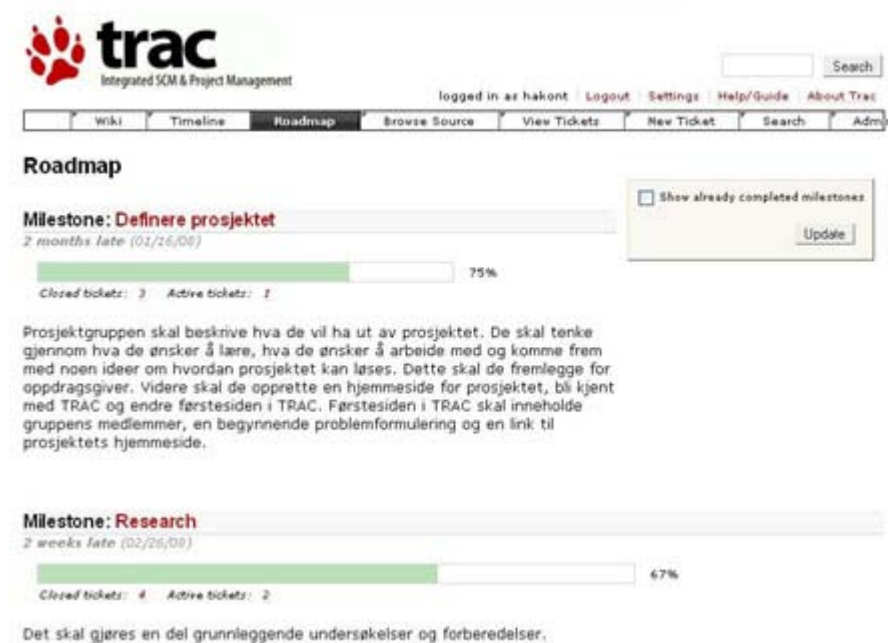 trac
Integrated SCM & Project Management
Search
logged in as hakont Logout Settings Help/Guide About Trac
Wiki Timeline Roadmap Browse Source View Tickets New Ticket Search Admi
Roadmap
Show already completed milestones
Update
Milestone: Definere prosjektet
2 months late (01/16/08)
75%
Closed tickets: 3 Active tickets: 1
Prosjektgruppen skal beskrive hva de vil ha ut av prosjektet. De skal tenke
gjennom hva de ønsker å lære, hva de ønsker å arbeide med og komme frem
med noen ideer om hvordan prosjektet kan løses. Dette skal de fremlegge for
oppdragsgiver. Videre skal de opprette en hjemmeside for prosjektet, bli kjent
med TRAC og endre førstesiden i TRAC. Førstesiden i TRAC skal inneholde
gruppens medlemmer, en begynnende problemformulering og en link til
prosjektets hjemmeside.
Milestone: Research
2 weeks late (02/26/08)
67%
Closed tickets: 4 Active tickets: 2
Det skal gjøres en del grunnleggende undersøkelser og forberedelser.